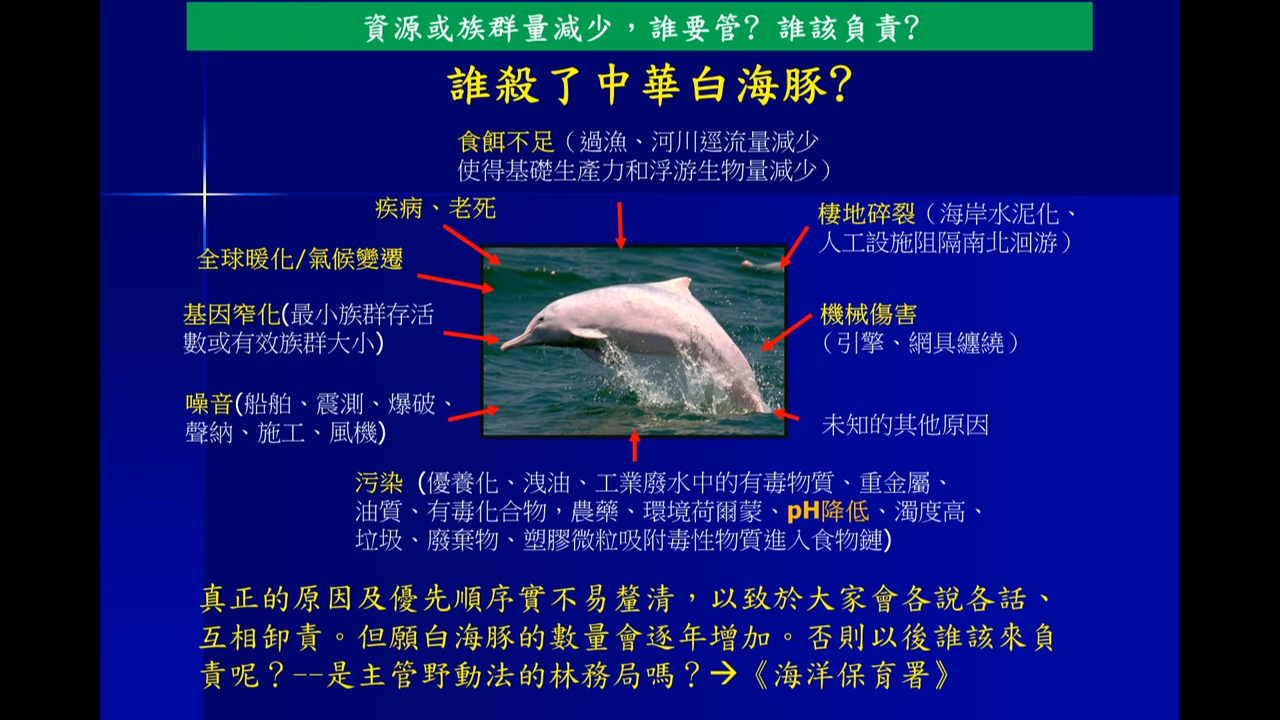 資源或族群量減少，誰要管? 誰該負責?
誰殺了中華白海豚?
食餌不足（過漁、河川逕流量減少
使得基礎生產力和浮游生物量減少）
疾病、老死
棲地碎裂（海岸水泥化、
人工設施阻隔南北洄游）
全球暖化/氣候變遷
基因窄化(最小族群存活
數或有效族群大小)
機械傷害
（引擎、網具纏繞）
噪音(船舶、震測、爆破、
聲納、施工、風機)
未知的其他原因
污染 (優養化、洩油、工業廢水中的有毒物質、重金屬、
油質、有毒化合物，農藥、環境荷爾蒙、pH降低、濁度高、
垃圾、廢棄物、塑膠微粒吸附毒性物質進入食物鏈)
真正的原因及優先順序實不易釐清，以致於大家會各說各話、
互相卸責。但願白海豚的數量會逐年增加。否則以後誰該來負
責呢？--是主管野動法的林務局嗎？→《海洋保育署》